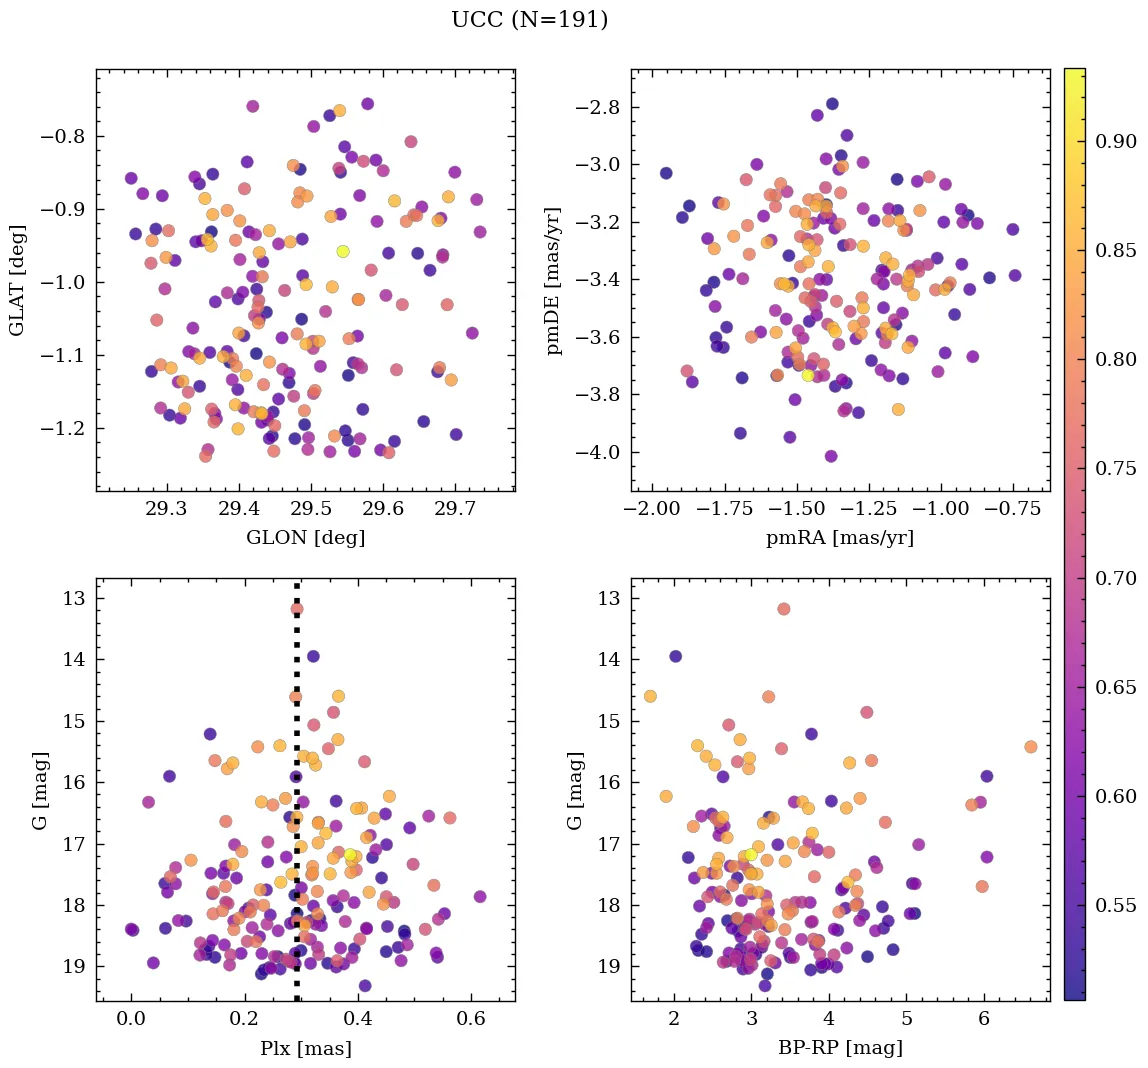 UCC (N=191)
−0.8
−0.9
−1.0
−1.1
−1.2
GLAT [deg]
29.3 29.4 29.5 29.6 29.7
GLON [deg]
−2.8
−3.0
−3.2
−3.4
−3.6
−3.8
−4.0
pmDE [mas/yr]
−2.00 −1.75 −1.50 −1.25 −1.00 −0.75
pmRA [mas/yr]
13
14
15
16
17
18
19
G [mag]
0.0 0.2 0.4 0.6
Plx [mas]
13
14
15
16
17
18
19
G [mag]
2 3 4 5 6
BP-RP [mag]
0.90
0.85
0.80
0.75
0.70
0.65
0.60
0.55